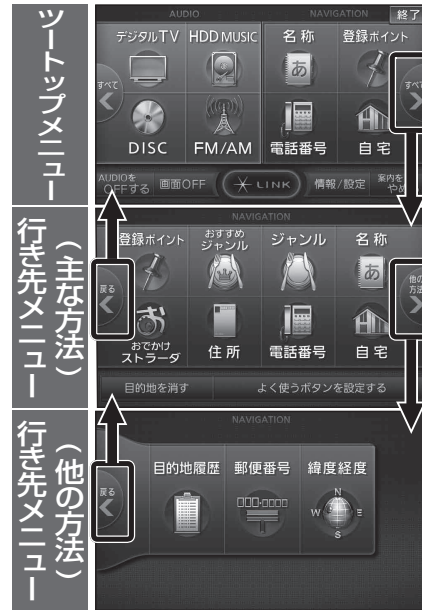 ツートップメニュー
AUDIO
NAVIGATION
終了
デジタルTV
HDD MUSIC
名称
登録ポイント
すべて
あ
すべて
DISC
FM/AM
電話番号
自宅
AUDIOを
OFFする
画面OFF
LINK
情報/設定
案内を
やめ
行き先メニュー
(主な方法)
NAVIGATION
登録ポイント
おすすめ
ジャンル
ジャンル
名称
戻る
あ
他の
方法
おでかけ
ストラーダ
住所
電話番号
自宅
目的地を消す
よく使うボタンを設定する
行き先メニュー
(他の方法)
NAVIGATION
目的地履歴
郵便番号
緯度経度
戻る
N
W
E
S